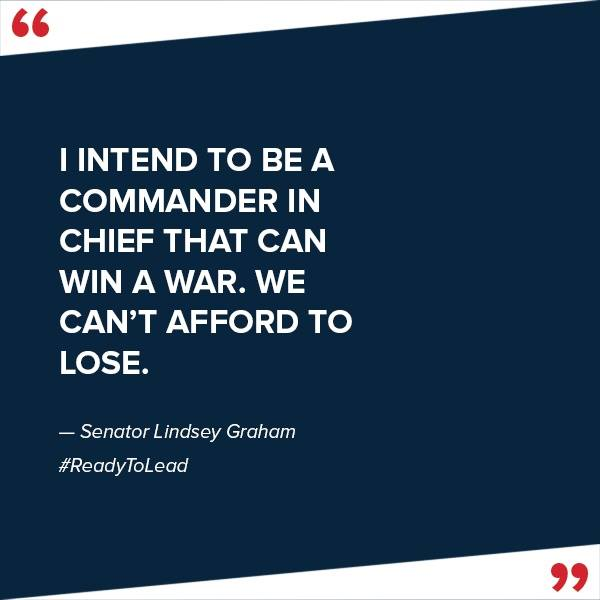 “
I INTEND TO BE A
COMMANDER IN
CHIEF THAT CAN
WIN A WAR. WE
CAN’T AFFORD TO
LOSE.
— Senator Lindsey Graham
#ReadyToLead
”